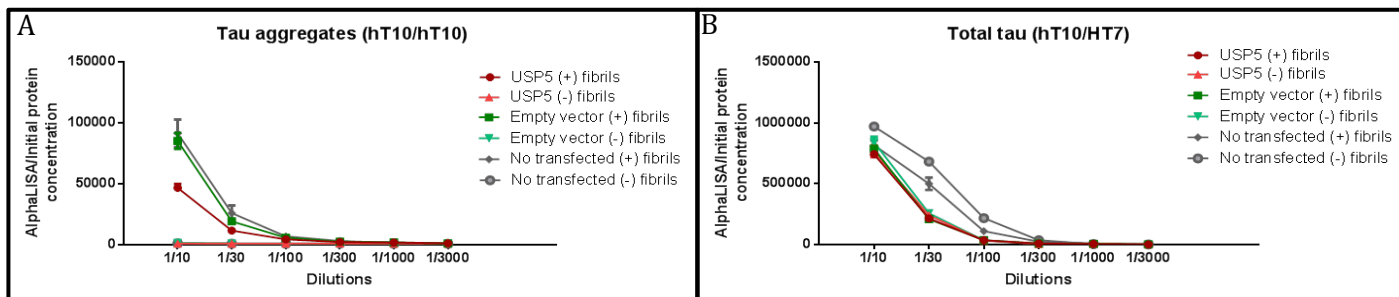 A
Tau aggregates (hT10/hT10)
150000
100000
50000
0
AlphaLISA/Initial protein
concentration
1/10 1/30 1/100 1/300 1/1000 1/3000
Dilutions
USP5 (+) fibrils
USP5 (-) fibrils
Empty vector (+) fibrils
Empty vector (-) fibrils
No transfected (+) fibrils
No transfected (-) fibrils
B
Total tau (hT10/HT7)
1500000
1000000
500000
0
AlphaLISA/Initial protein
concentration
1/10 1/30 1/100 1/300 1/1000 1/3000
Dilutions
USP5 (+) fibrils
USP5 (-) fibrils
Empty vector (+) fibrils
Empty vector (-) fibrils
No transfected (+) fibrils
No transfected (-) fibrils